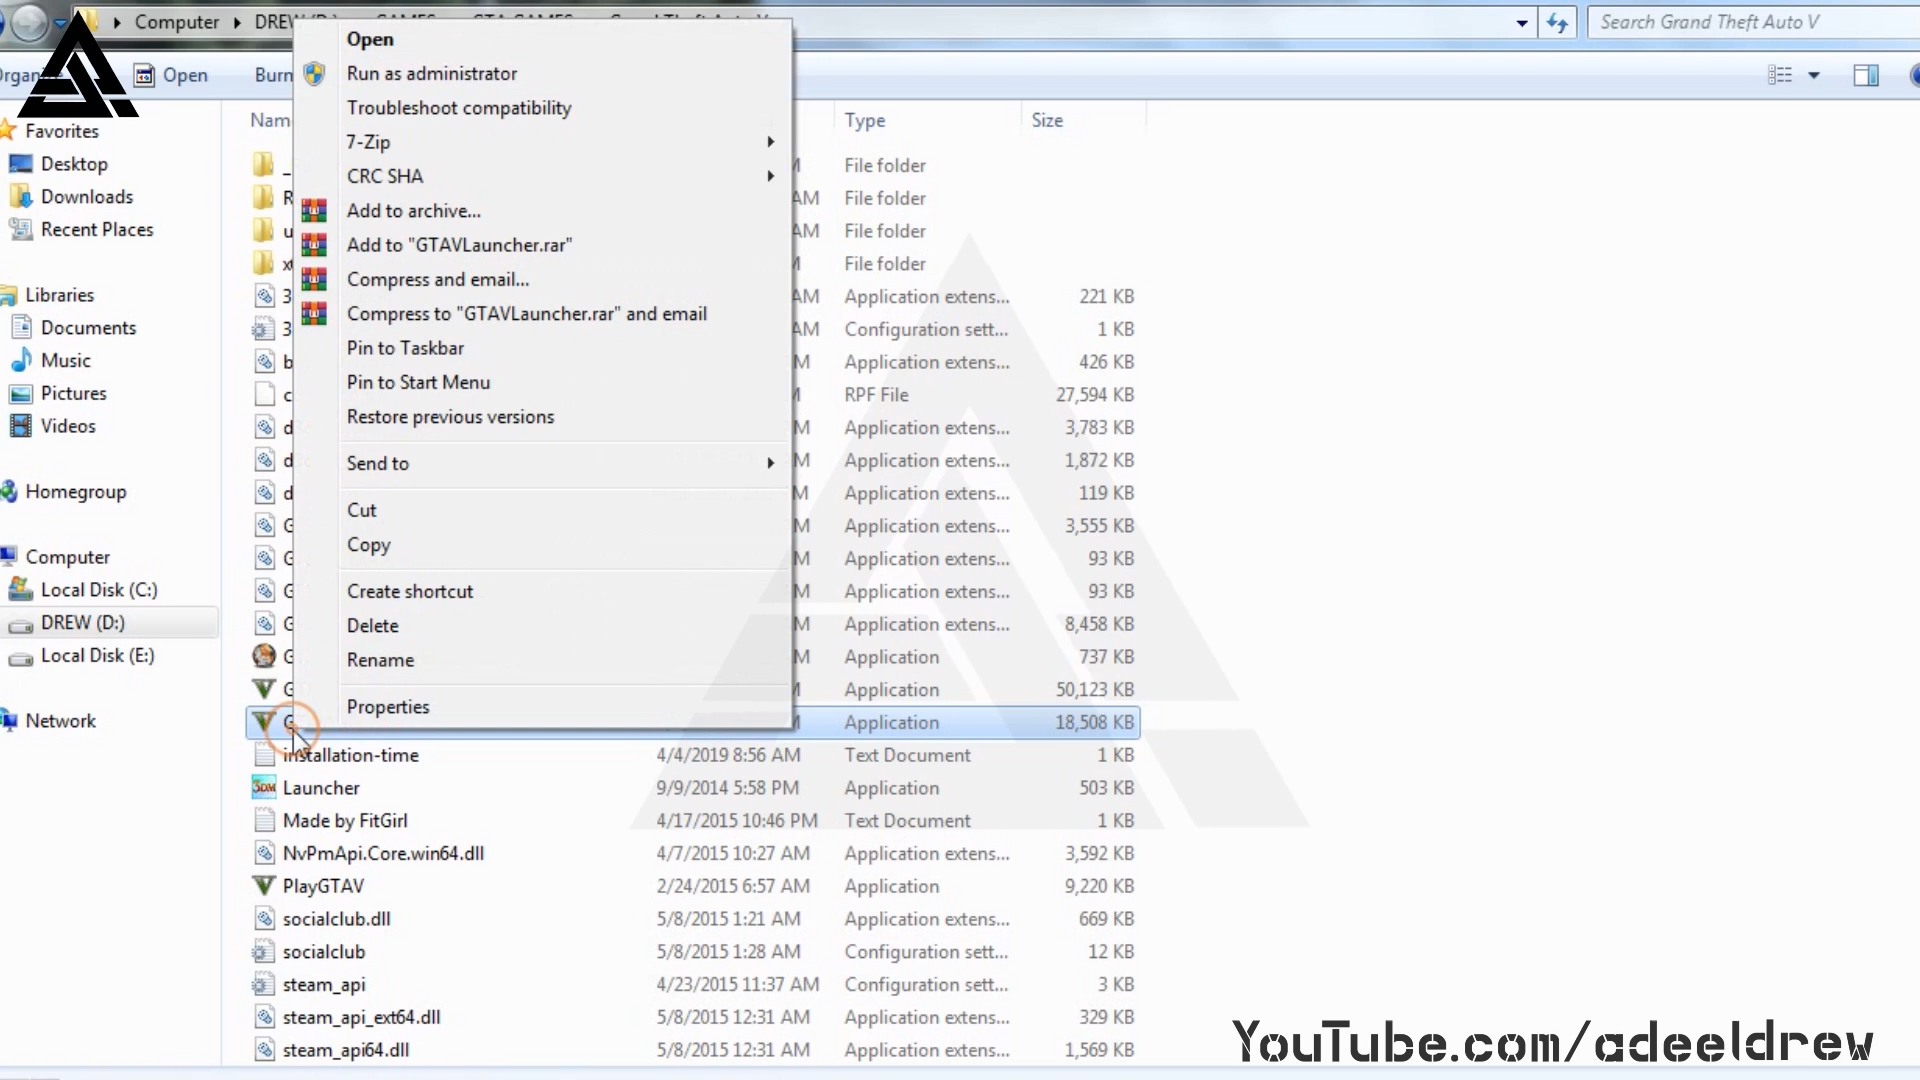 Computer
Search Grand Theft Auto V
Open
Open
Run as administrator
Troubleshoot compatibility
7-Zip
CRC SHA
Add to archive...
Add to "GTAVLauncher.rar"
Compress and email...
Compress to "GTAVLauncher.rar" and email
Pin to Taskbar
Pin to Start Menu
Restore previous versions
Send to
Cut
Copy
Create shortcut
Delete
Rename
Properties
Favorites
Desktop
Downloads
Recent Places
Libraries
Documents
Music
Pictures
Videos
Homegroup
Computer
Local Disk (C:)
DREW (D:)
Local Disk (E:)
Network
Type Size
File folder
File folder
File folder
File folder
Application extens... 221 KB
Configuration sett... 1 KB
Application extens... 426 KB
RPF File 27,594 KB
Application extens... 3,783 KB
Application extens... 1,872 KB
Application extens... 119 KB
Application extens... 3,555 KB
Application extens... 93 KB
Application extens... 93 KB
Application extens... 8,458 KB
Application 737 KB
Application 50,123 KB
Application 18,508 KB
installation-time 4/4/2019 8:56 AM Text Document 1 KB
Launcher 9/9/2014 5:58 PM Application 503 KB
Made by FitGirl 4/17/2015 10:46 PM Text Document 1 KB
NvPmApi.Core.win64.dll 4/7/2015 10:27 AM Application extens... 3,592 KB
PlayGTAV 2/24/2015 6:57 AM Application 9,220 KB
socialclub.dll 5/8/2015 1:21 AM Application extens... 669 KB
socialclub 5/8/2015 1:28 AM Configuration sett... 12 KB
steam_api 4/23/2015 11:37 AM Configuration sett... 3 KB
steam_api_ext64.dll 5/8/2015 12:31 AM Application extens... 329 KB
steam_api64.dll 5/8/2015 12:31 AM Application extens... 1,569 KB
YouTube.com/adeeldrew